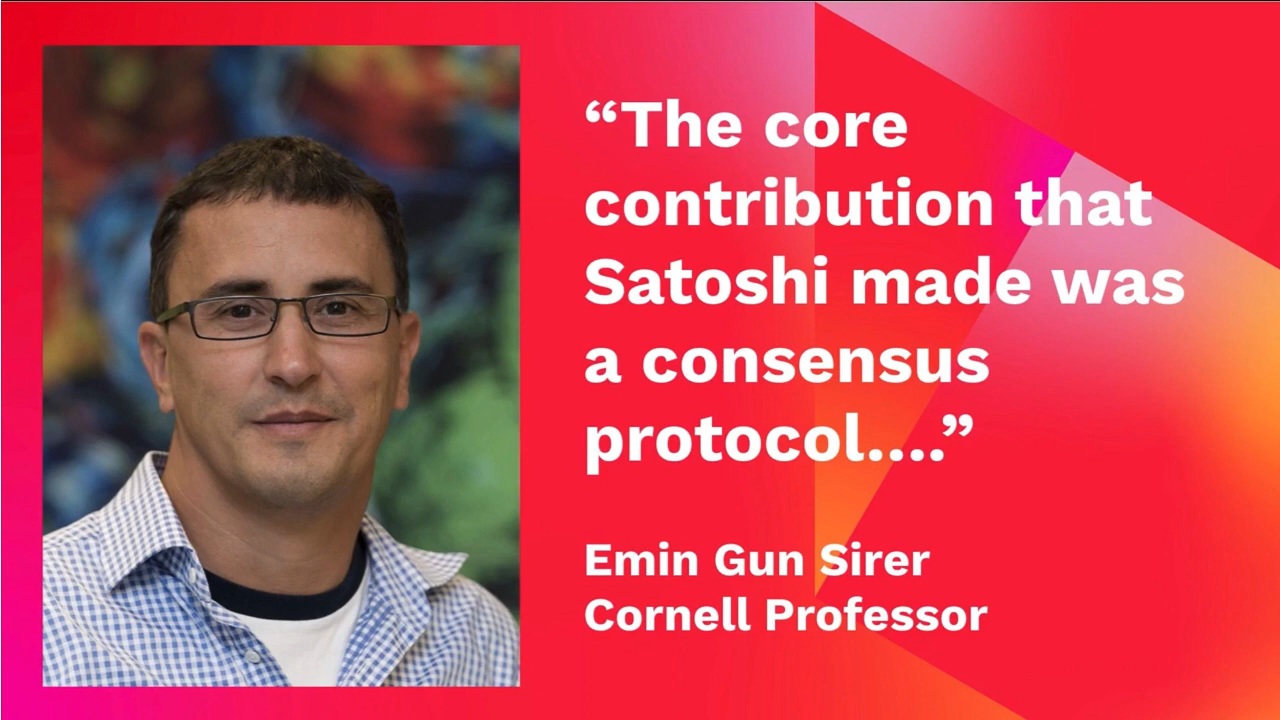 “The core
contribution that
Satoshi made was
a consensus
protocol....”
Emin Gun Sirer
Cornell Professor